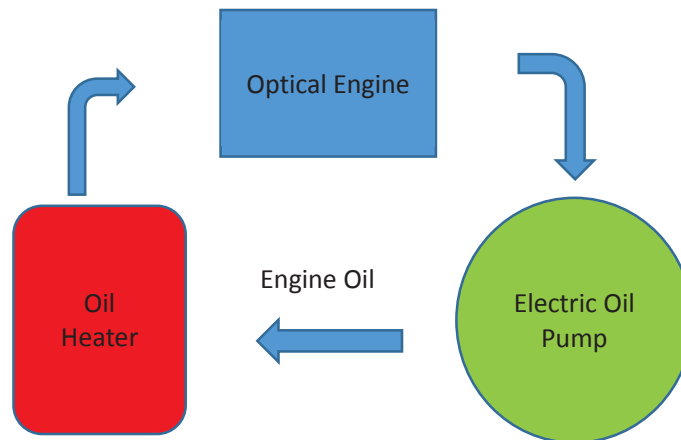 Optical Engine
Engine Oil
Oil
Heater
Electric Oil
Pump